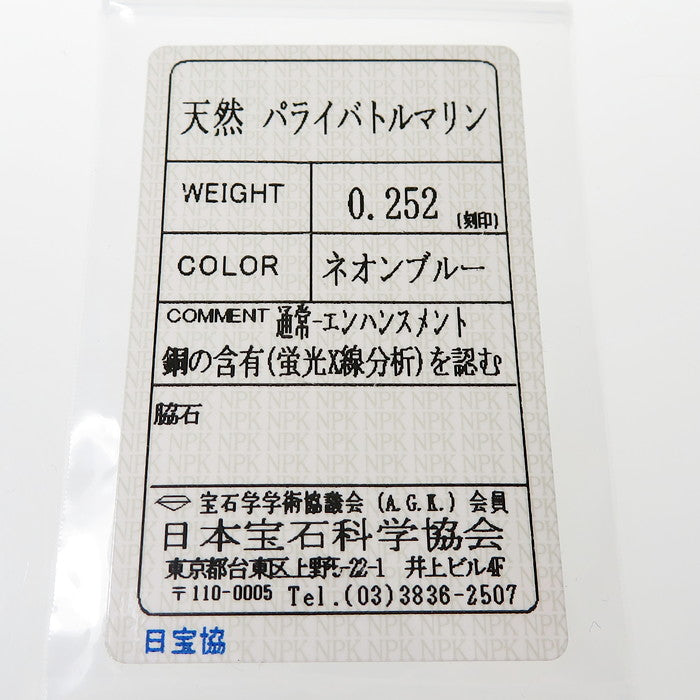 天然 パライバトルマリン
WEIGHT 0.252 (刻印)
COLOR ネオンブルー
COMMENT 通常-エンハンスメント
銅の含有(蛍光X線分析)を認む
脇石
宝石学学術協議会 (A.G.K.) 会員
日本宝石科学協会
東京都台東区上野5-22-1 井上ビル4F
〒110-0005 Tel.(03)3836-2507
日宝協